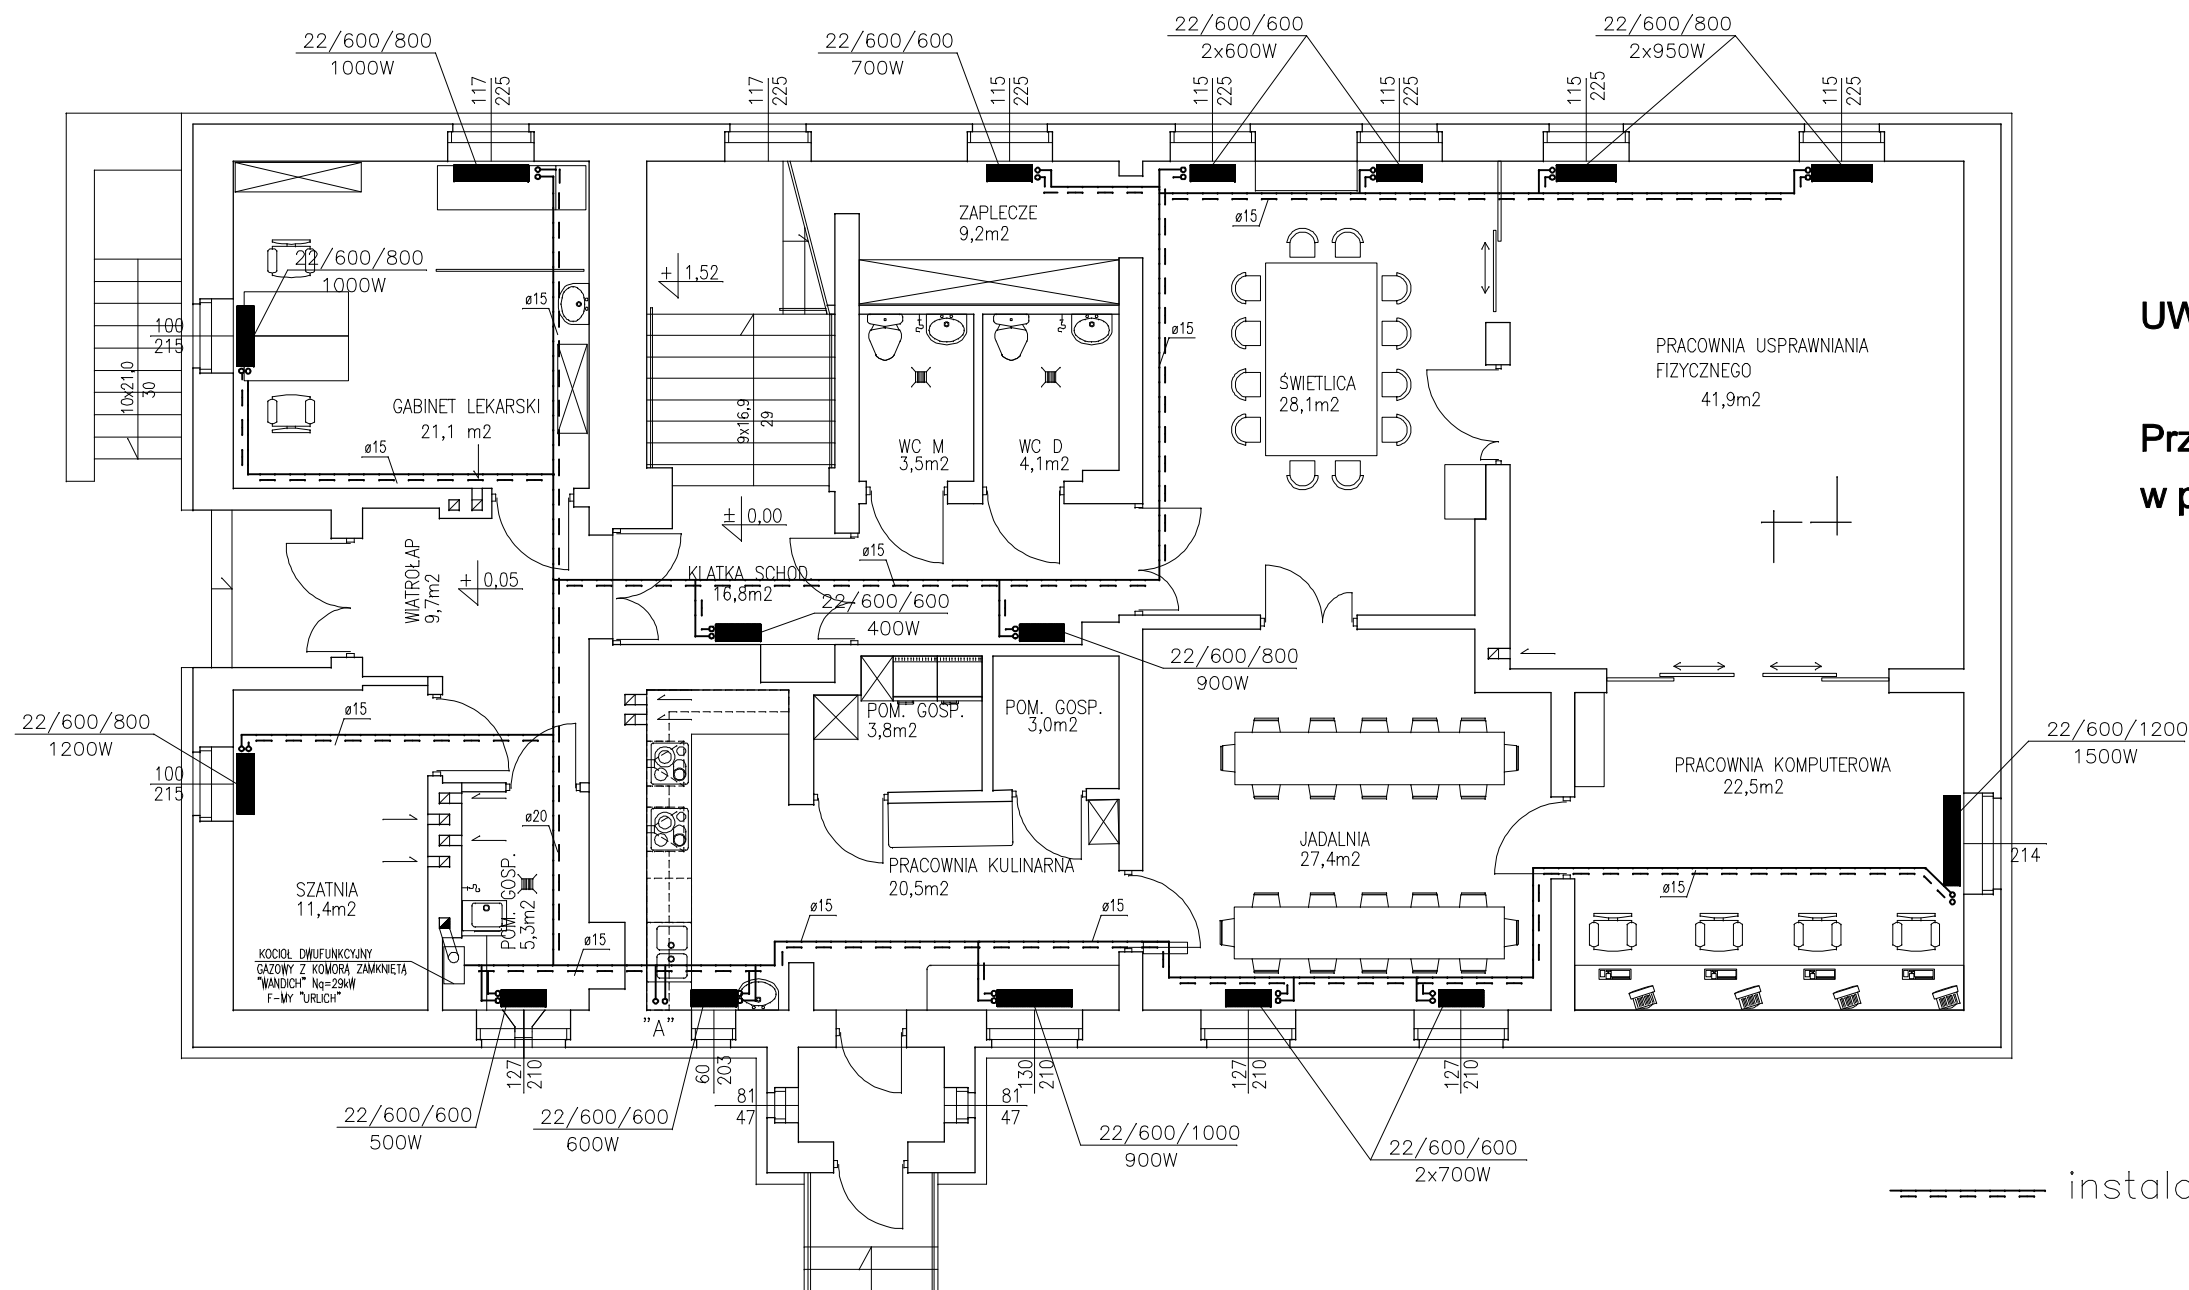 22/600/800
1000W
22/600/600
700W
22/600/600
2x600W
22/600/800
2x950W
117
225
117
225
115
225
115
225
115
225
115
225
115
225
ZAPLECZE
9,2m2
ø15
22/600/800
1000W
+ 1,52
ø15
ø15
100
215
10x21,0
30
GABINET LEKARSKI
21,1 m2
ø15
9x16,9
29
WC M
3,5m2
WC D
4,1m2
ŚWIETLICA
28,1m2
PRACOWNIA USPRAWNIANIA
FIZYCZNEGO
41,9m2
UW
Prz
w p
± 0,00
ø15
WIATROŁAP
9,7m2
+ 0,05
KLATKA SCHOD.
16,8m2
22/600/600
400W
22/600/800
900W
22/600/800
1200W
ø15
100
215
POM. GOSP.
3,8m2
POM. GOSP.
3,0m2
22/600/1200
1500W
PRACOWNIA KOMPUTEROWA
22,5m2
ø20
JADALNIA
27,4m2
214
PRACOWNIA KULINARNA
20,5m2
SZATNIA
11,4m2
POM. GOSP.
5,3m2
ø15
ø15
ø15
ø15
KOCIOŁ DWUFUNKCYJNY
GAZOWY Z KOMORĄ ZAMKNIĘTĄ
"WANDICH" Nq=29kW
F-MY "URLICH"
"A"
127
210
60
203
130
210
127
210
127
210
81
47
81
47
22/600/600
500W
22/600/600
600W
22/600/1000
900W
22/600/600
2x700W
instala